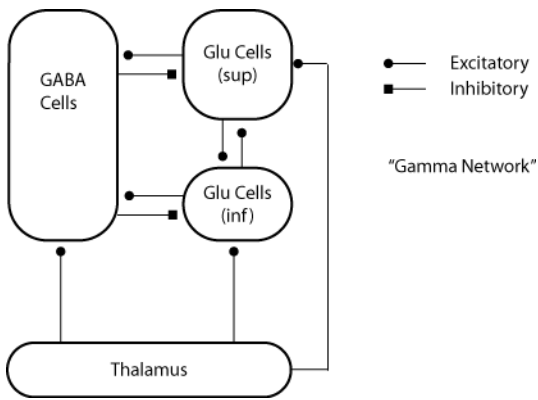 GABA
Cells
Glu Cells
(sup)
Glu Cells
(inf)
Thalamus
Excitatory
Inhibitory
“Gamma Network”